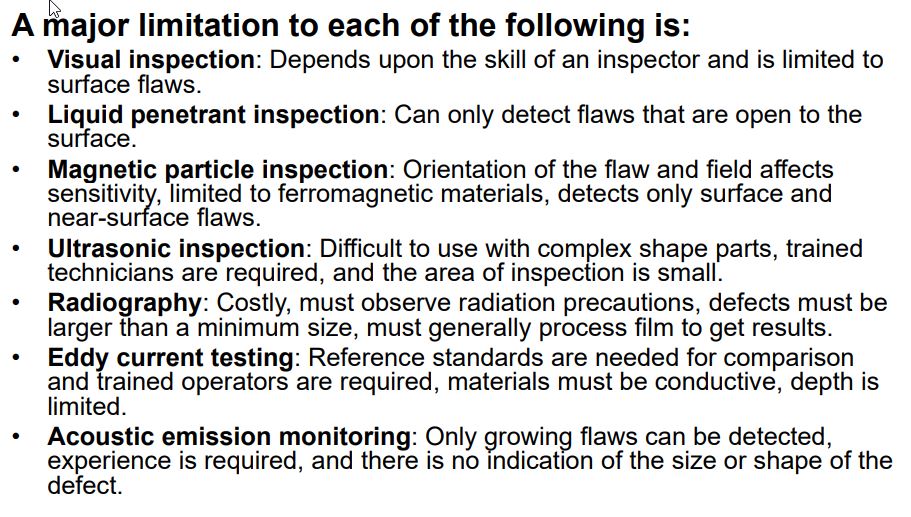 A major limitation to each of the following is:
• Visual inspection: Depends upon the skill of an inspector and is limited to
surface flaws.
• Liquid penetrant inspection: Can only detect flaws that are open to the
surface.
• Magnetic particle inspection: Orientation of the flaw and field affects
sensitivity, limited to ferromagnetic materials, detects only surface and
near-surface flaws.
• Ultrasonic inspection: Difficult to use with complex shape parts, trained
technicians are required, and the area of inspection is small.
• Radiography: Costly, must observe radiation precautions, defects must be
larger than a minimum size, must generally process film to get results.
• Eddy current testing: Reference standards are needed for comparison
and trained operators are required, materials must be conductive, depth is
limited.
• Acoustic emission monitoring: Only growing flaws can be detected,
experience is required, and there is no indication of the size or shape of the
defect.